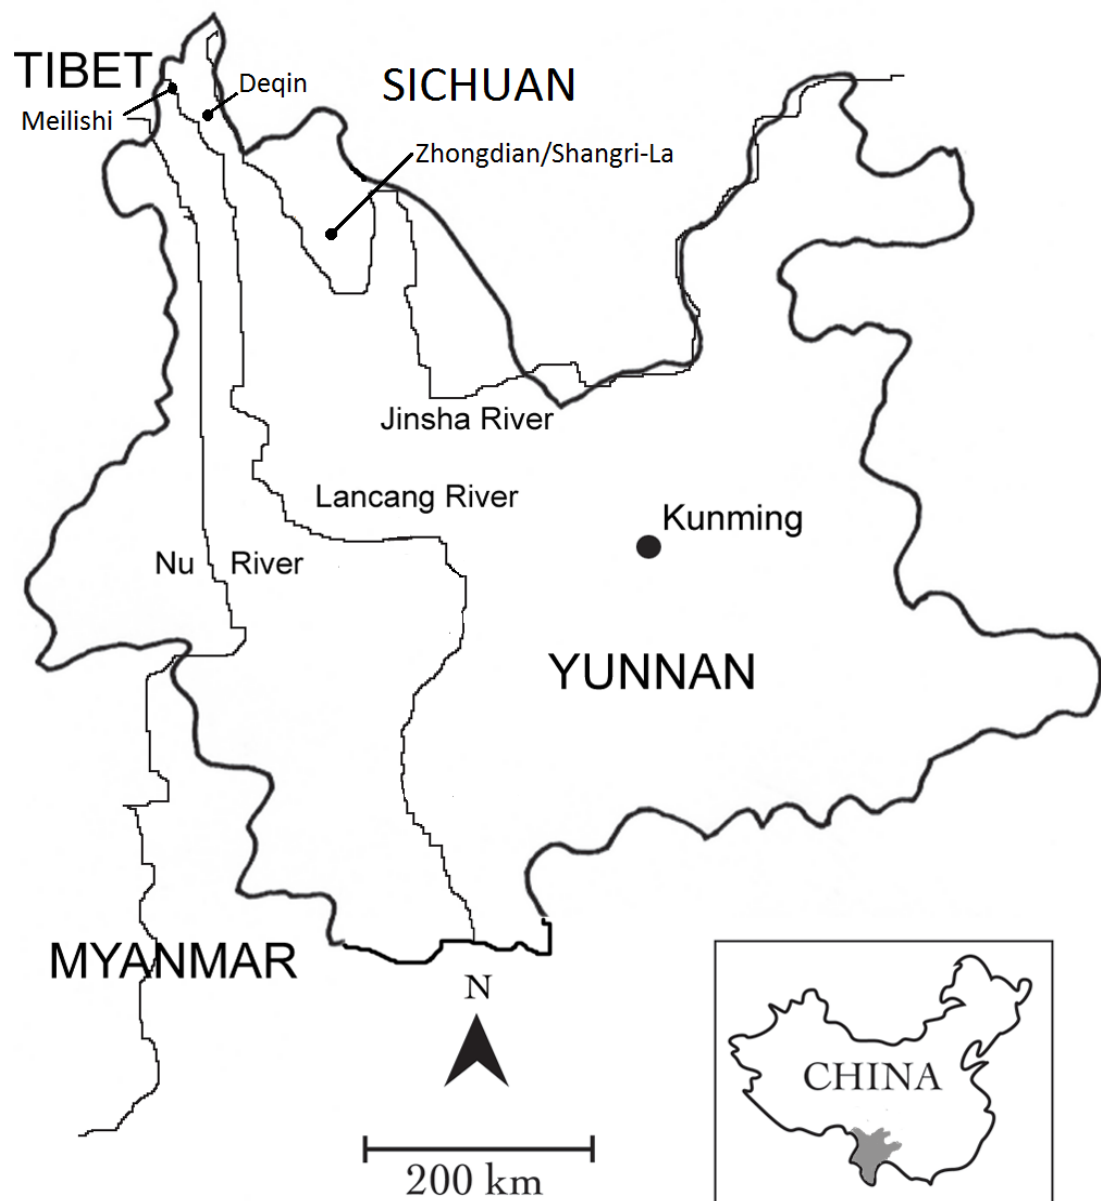 TIBET
Deqin
SICHUAN
Meilishi
Zhongdian/Shangri-La
Jinsha River
Lancang River
Kunming
Nu River
YUNNAN
MYANMAR
N
CHINA
200 km